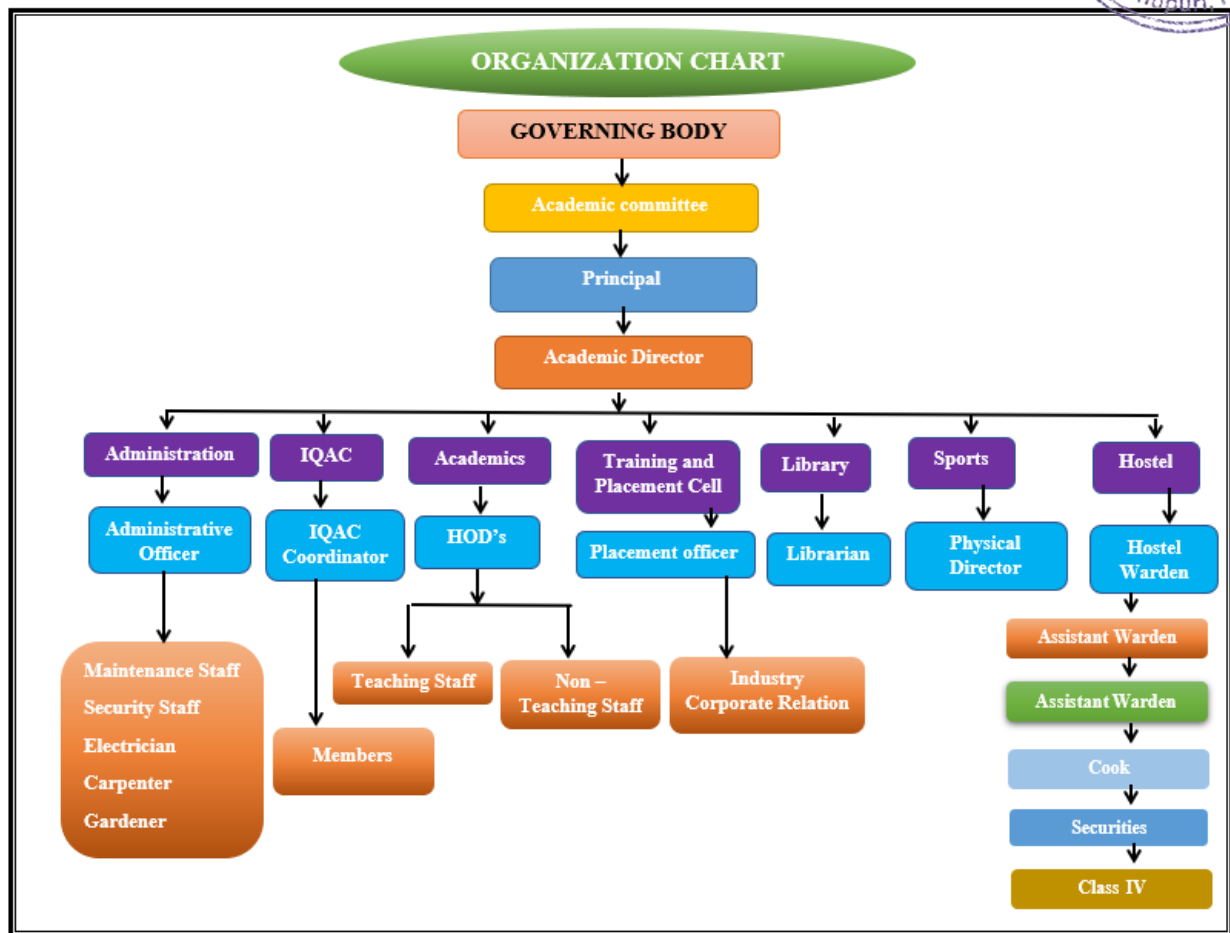 ORGANIZATION CHART
GOVERNING BODY
Academic committee
Principal
Academic Director
Administration
IQAC
Academics
Training and
Placement Cell
Library
Sports
Hostel
Administrative
Officer
IQAC
Coordinator
HOD's
Placement officer
Librarian
Physical
Director
Hostel
Warden
Maintenance Staff
Security Staff
Electrician
Carpenter
Gardener
Members
Teaching Staff
Non –
Teaching Staff
Industry
Corporate Relation
Assistant Warden
Assistant Warden
Cook
Securities
Class IV